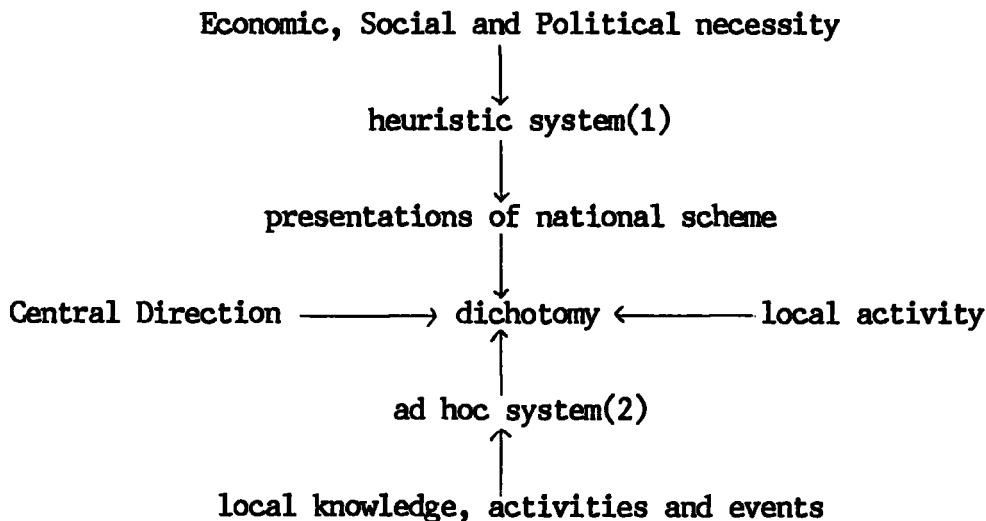 Economic, Social and Political necessity
heuristic system(1)
presentations of national scheme
Central Direction dichotomy local activity
ad hoc system(2)
local knowledge, activities and events